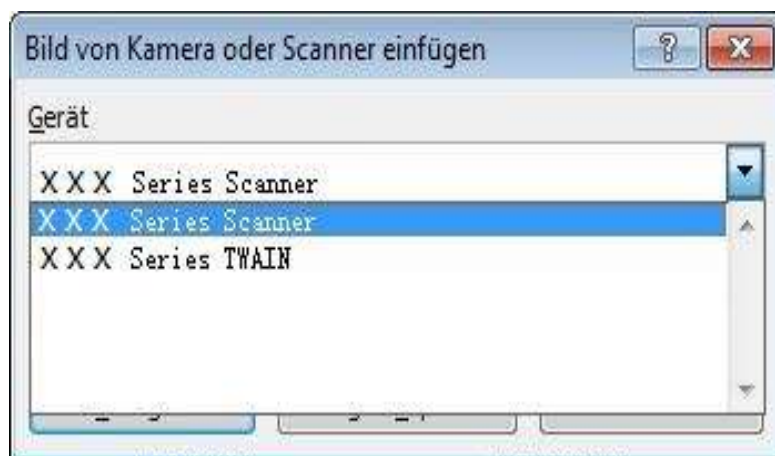 Bild von Kamera oder Scanner einfügen
Gerät
XXX Series Scanner
XXX Series Scanner
XXX Series TWAIN